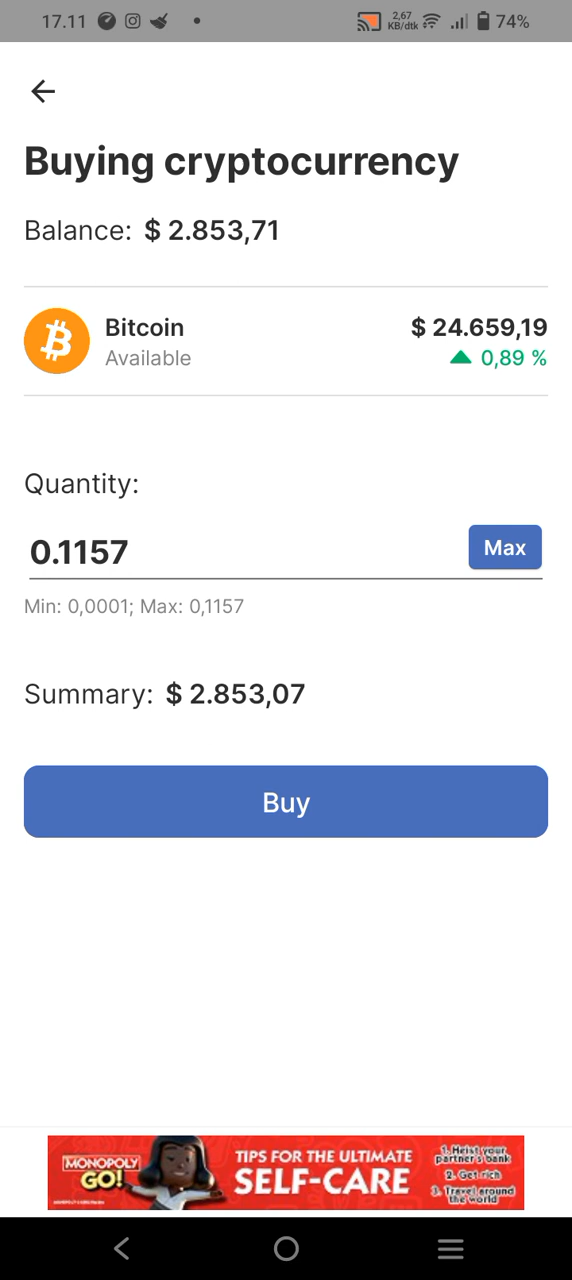 17.11
2,67
KB/dtk
74%
Buying cryptocurrency
Balance: $ 2.853,71
Bitcoin
$ 24.659,19
Available
0,89 %
Quantity:
0.1157
Max
Min: 0,0001; Max: 0,1157
Summary: $ 2.853,07
Buy
MONOPOLY
GO!
TIPS FOR THE ULTIMATE
SELF-CARE
1. Heist your
partner's bank
2. Get rich
3. Travel around
the world